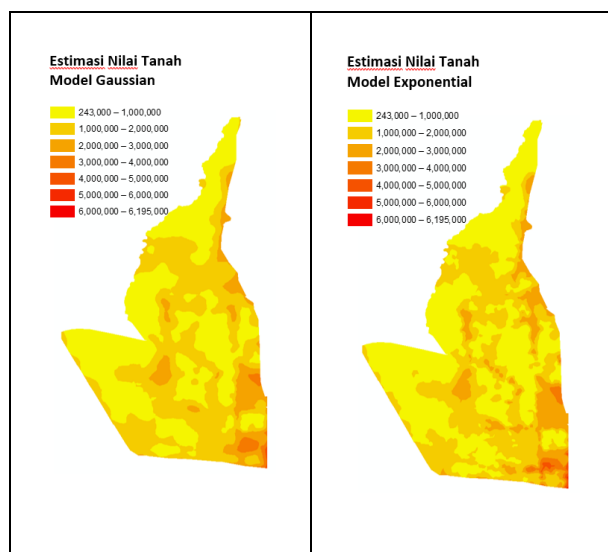 Estimasi Nilai Tanah
Model Gaussian
243,000 – 1,000,000
1,000,000 – 2,000,000
2,000,000 – 3,000,000
3,000,000 – 4,000,000
4,000,000 – 5,000,000
5,000,000 – 6,000,000
6,000,000 – 6,195,000
Estimasi Nilai Tanah
Model Exponential
243,000 – 1,000,000
1,000,000 – 2,000,000
2,000,000 – 3,000,000
3,000,000 – 4,000,000
4,000,000 – 5,000,000
5,000,000 – 6,000,000
6,000,000 – 6,195,000